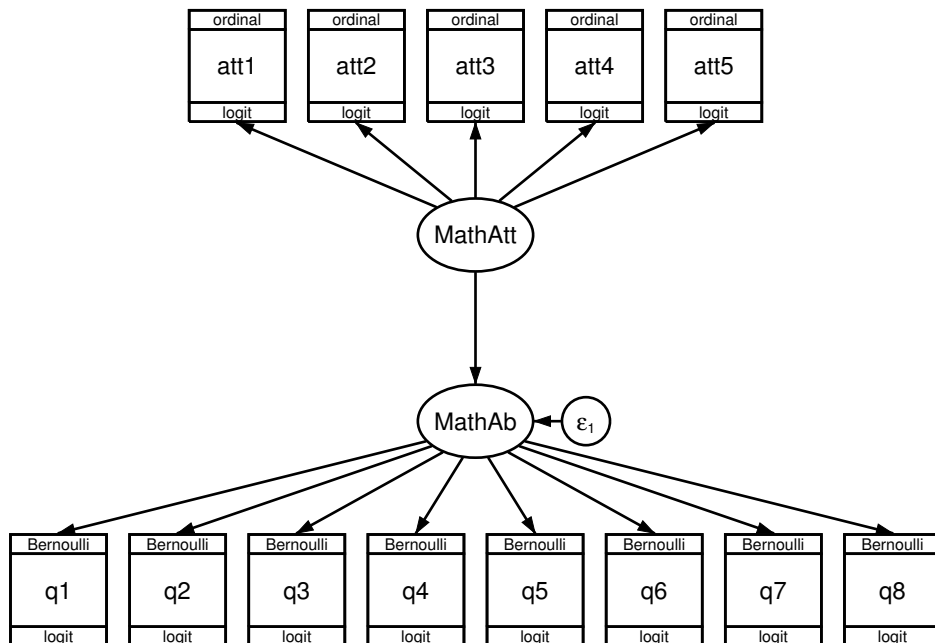 ordinal ordinal ordinal ordinal ordinal
att1 att2 att3 att4 att5
logit logit logit logit logit
MathAtt
MathAb ε₁
Bernoulli Bernoulli Bernoulli Bernoulli Bernoulli Bernoulli Bernoulli Bernoulli
q1 q2 q3 q4 q5 q6 q7 q8
logit logit logit logit logit logit logit logit